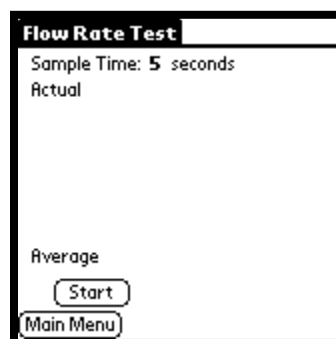 Flow Rate Test
Sample Time: 5 seconds
Actual
Average
Start
Main Menu